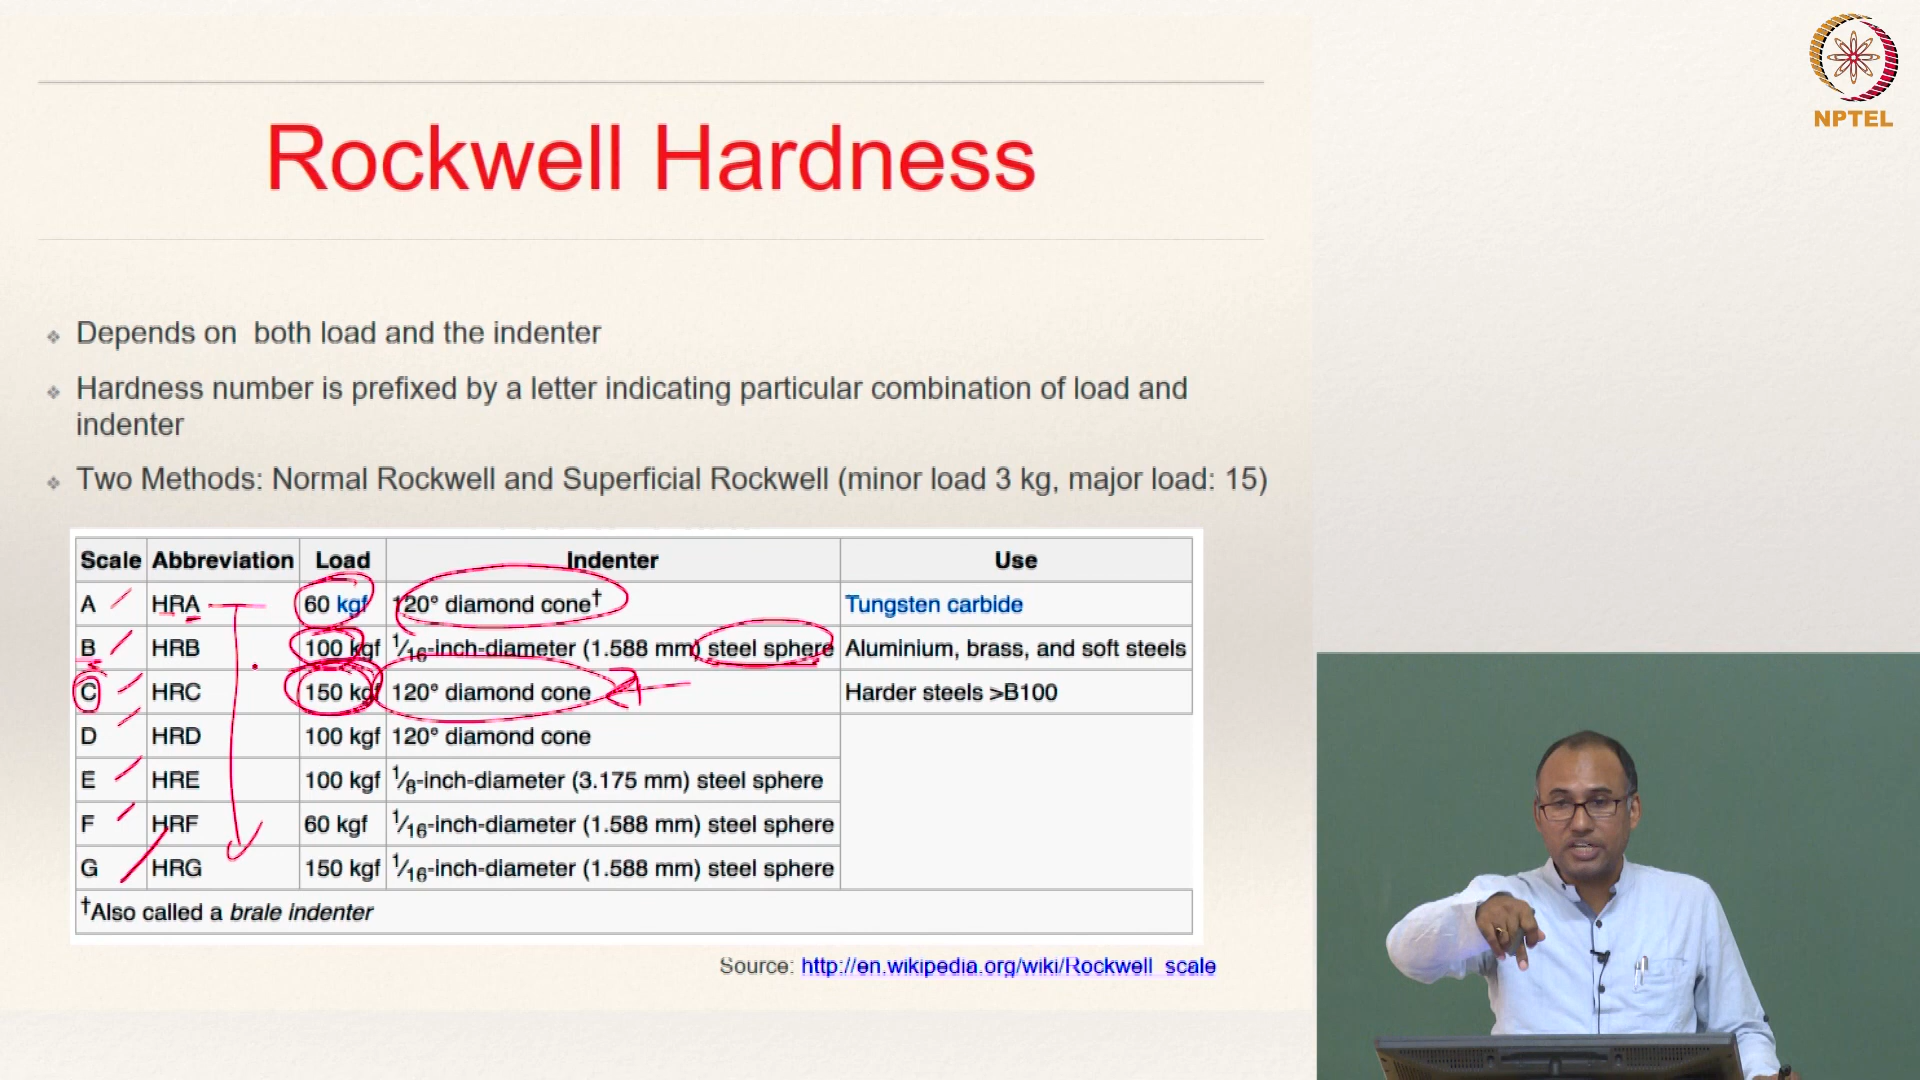 NPTEL
Rockwell Hardness
Depends on both load and the indenter
Hardness number is prefixed by a letter indicating particular combination of load and
indenter
Two Methods: Normal Rockwell and Superficial Rockwell (minor load 3 kg, major load: 15)
Scale Abbreviation Load Indenter Use
A HRA 60 kgf 120° diamond cone† Tungsten carbide
B HRB 100 kgf 1/16-inch-diameter (1.588 mm) steel sphere Aluminium, brass, and soft steels
C HRC 150 kgf 120° diamond cone Harder steels >B100
D HRD 100 kgf 120° diamond cone
E HRE 100 kgf 1/8-inch-diameter (3.175 mm) steel sphere
F HRF 60 kgf 1/16-inch-diameter (1.588 mm) steel sphere
G HRG 150 kgf 1/16-inch-diameter (1.588 mm) steel sphere
†Also called a brale indenter
Source: http://en.wikipedia.org/wiki/Rockwell_scale